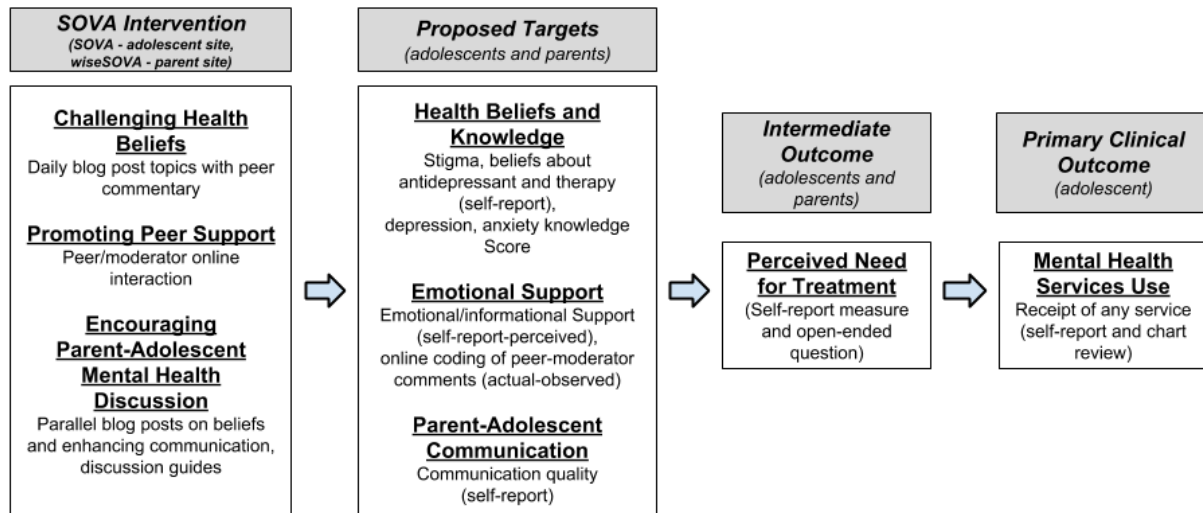 SOVA Intervention
(SOVA - adolescent site,
wiseSOVA - parent site)
Challenging Health
Beliefs
Daily blog post topics with peer
commentary
Promoting Peer Support
Peer/moderator online
interaction
Encouraging
Parent-Adolescent
Mental Health
Discussion
Parallel blog posts on beliefs
and enhancing communication,
discussion guides
Proposed Targets
(adolescents and parents)
Health Beliefs and
Knowledge
Stigma, beliefs about
antidepressant and therapy
(self-report),
depression, anxiety knowledge
Score
Emotional Support
Emotional/informational Support
(self-report-perceived),
online coding of peer-moderator
comments (actual-observed)
Parent-Adolescent
Communication
Communication quality
(self-report)
Intermediate
Outcome
(adolescents and
parents)
Perceived Need
for Treatment
(Self-report measure
and open-ended
question)
Primary Clinical
Outcome
(adolescent)
Mental Health
Services Use
Receipt of any service
(self-report and chart
review)